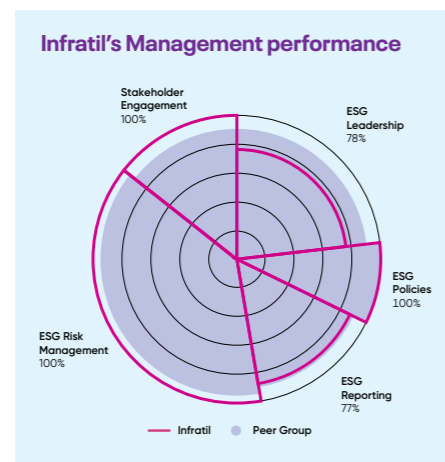 Infratil's Management performance
Stakeholder
Engagement
100%
ESG
Leadership
78%
ESG
Policies
100%
ESG Risk
Management
100%
ESG
Reporting
77%
Infratil
Peer Group